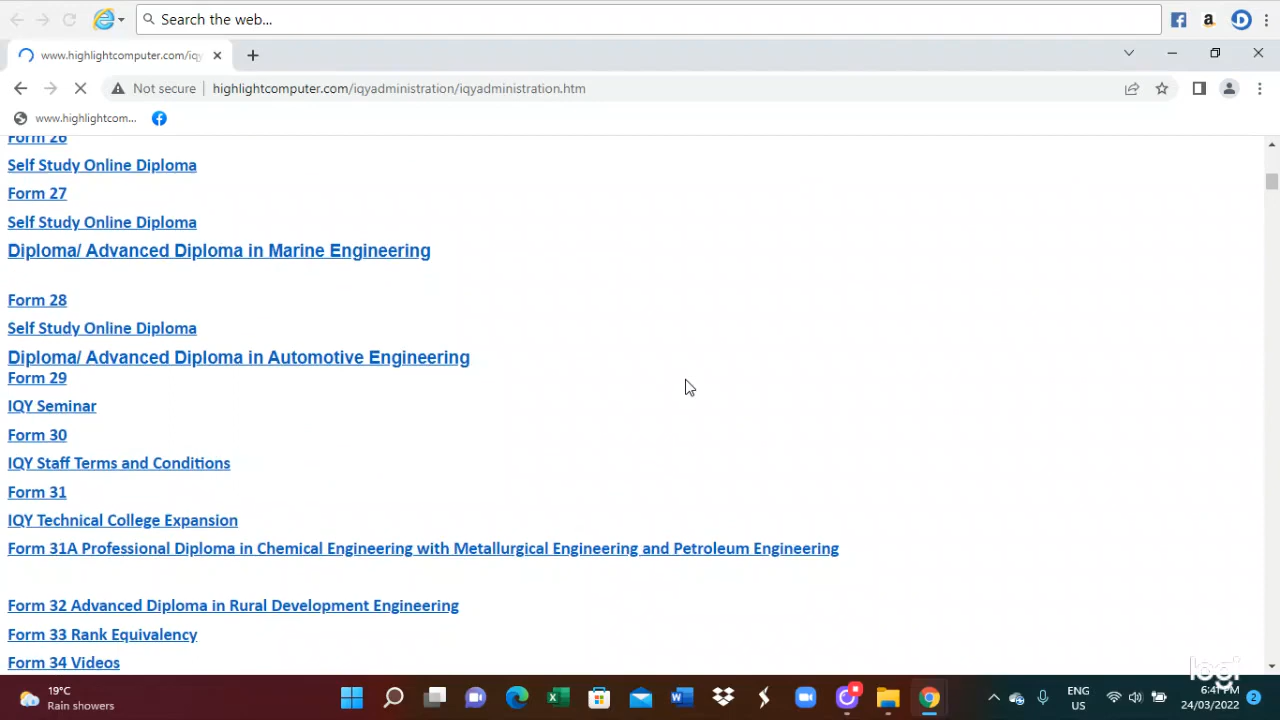 Search the web...
www.highlightcomputer.com/iqy
Not secure
highlightcomputer.com/iqyadministration/iqyadministration.htm
www.highlightcom...
Form 26
Self Study Online Diploma
Form 27
Self Study Online Diploma
Diploma/ Advanced Diploma in Marine Engineering
Form 28
Self Study Online Diploma
Diploma/ Advanced Diploma in Automotive Engineering
Form 29
IQY Seminar
Form 30
IQY Staff Terms and Conditions
Form 31
IQY Technical College Expansion
Form 31A Professional Diploma in Chemical Engineering with Metallurgical Engineering and Petroleum Engineering
Form 32 Advanced Diploma in Rural Development Engineering
Form 33 Rank Equivalency
Form 34 Videos
logi
19°C
Rain showers
ENG
US
6:41 PM
24/03/2022
2